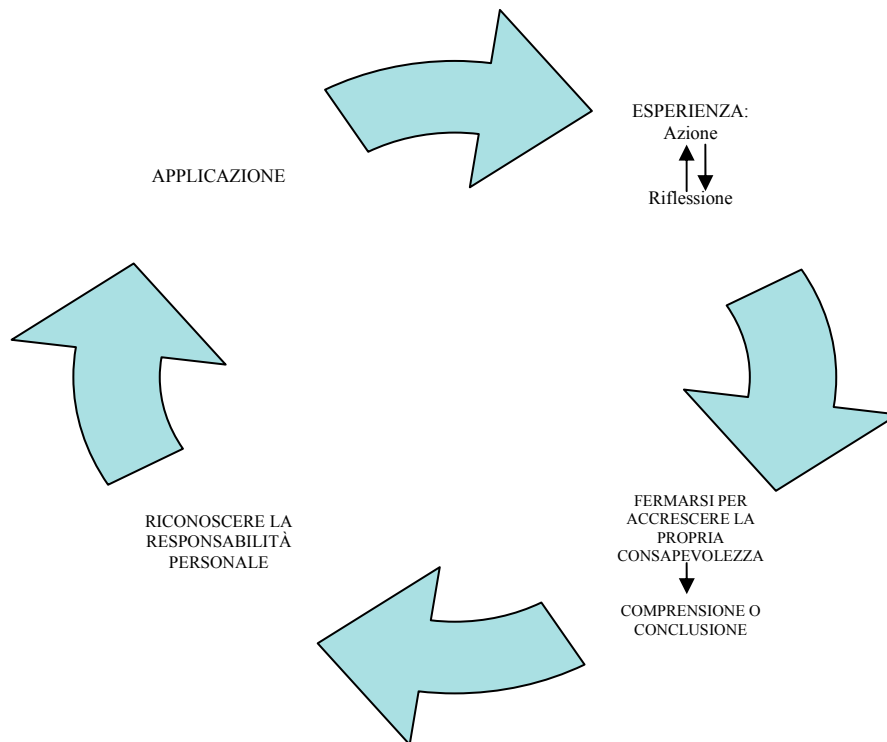 ESPERIENZA:
Azione
Riflessione
FERMARSI PER
ACCRESCERE LA
PROPRIA
CONSAPEVOLEZZA
COMPRENSIONE O
CONCLUSIONE
RICONOSCERE LA
RESPONSABILITÀ
PERSONALE
APPLICAZIONE